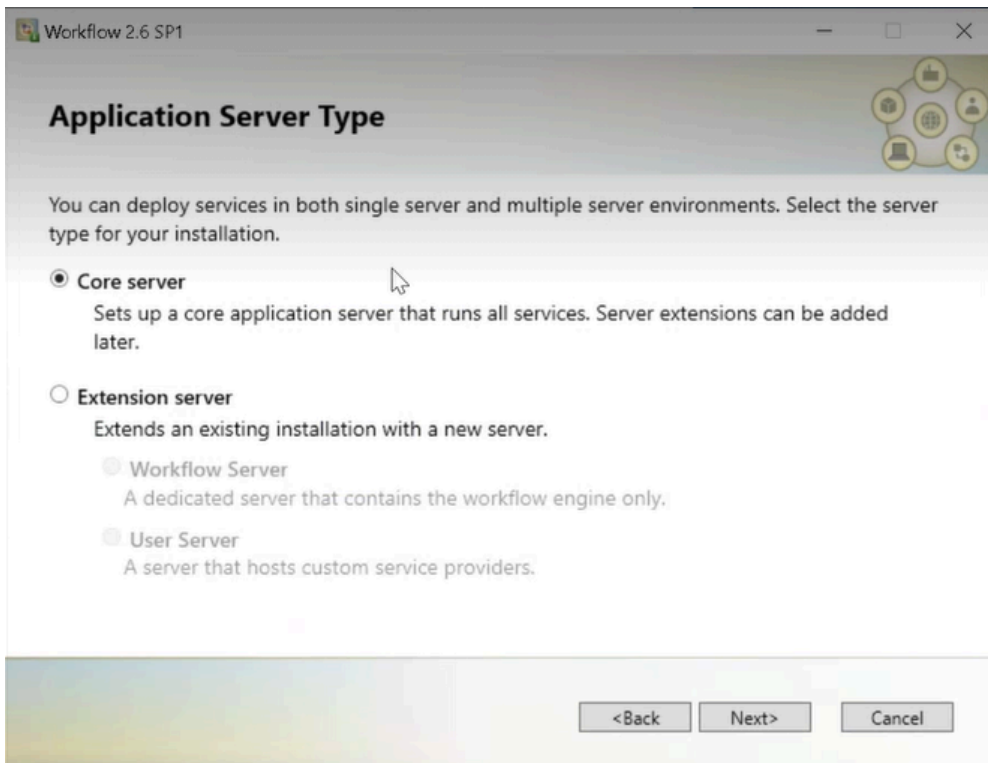 Workflow 2.6 SP1
Application Server Type
You can deploy services in both single server and multiple server environments. Select the server
type for your installation.
Core server
Sets up a core application server that runs all services. Server extensions can be added
later.
Extension server
Extends an existing installation with a new server.
Workflow Server
A dedicated server that contains the workflow engine only.
User Server
A server that hosts custom service providers.
<Back Next> Cancel